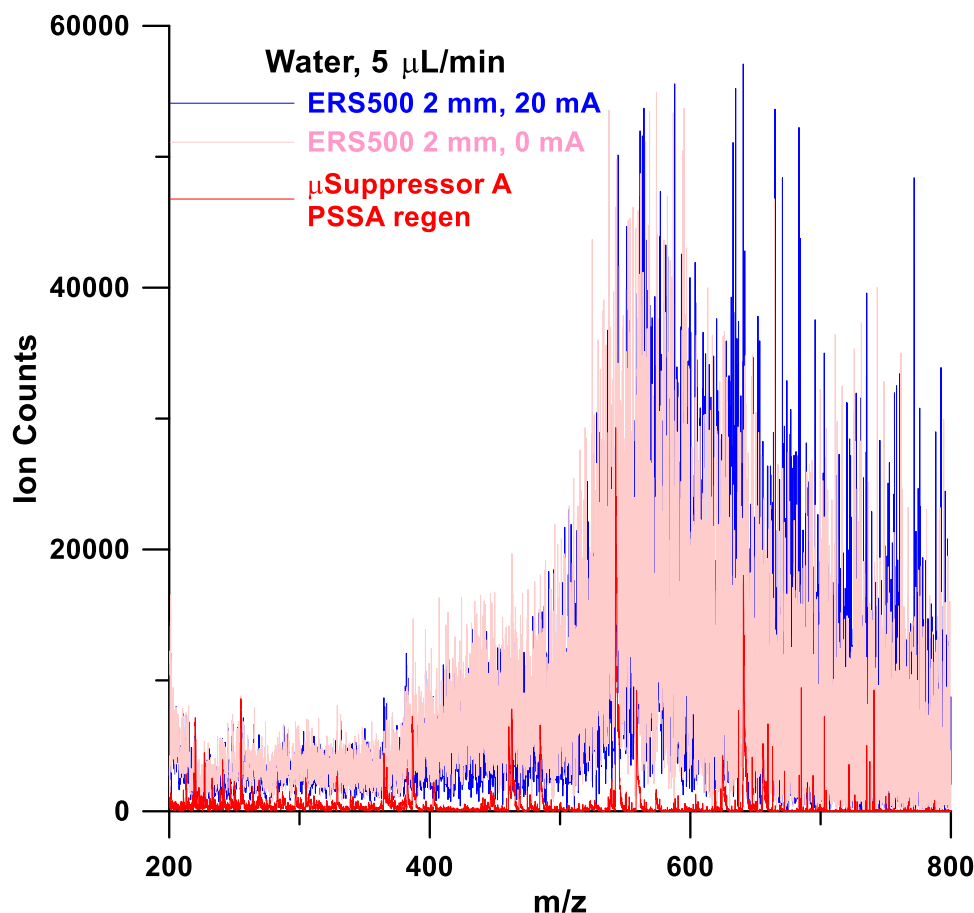 60000
Water, 5 μL/min
ERS500 2 mm, 20 mA
ERS500 2 mm, 0 mA
μSuppressor A
PSSA regen
40000
Ion Counts
20000
0
200
400
600
800
m/z